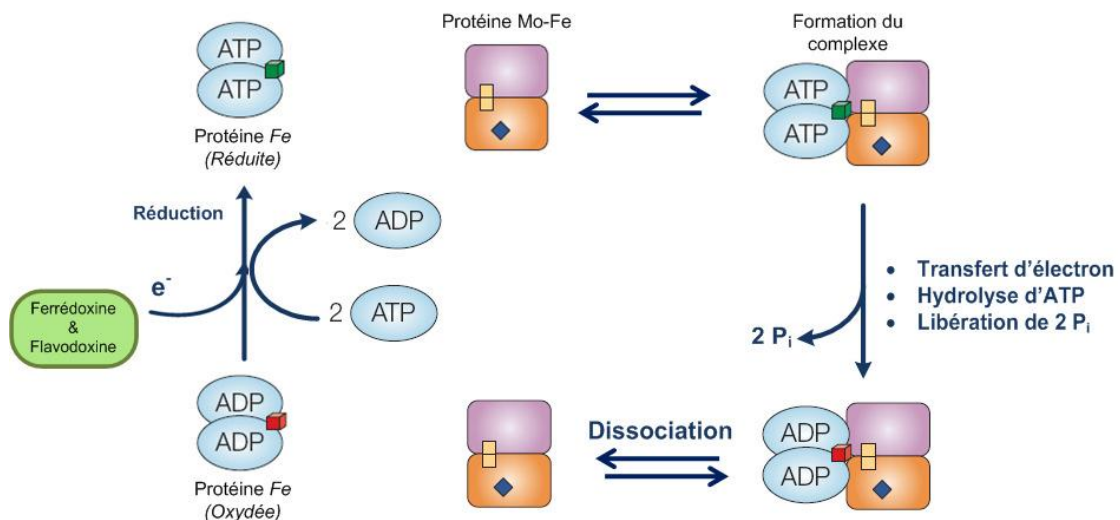 Protéine Mo-Fe
Formation du
complexe
ATP
ATP
Protéine Fe
(Réduite)
ATP
ATP
Réduction
2 ADP
e-
2 ATP
Ferrédoxine
&
Flavodoxine
• Transfert d’électron
• Hydrolyse d’ATP
• Libération de 2 Pi
2 Pi
ADP
ADP
Protéine Fe
(Oxydée)
Dissociation
ADP
ADP